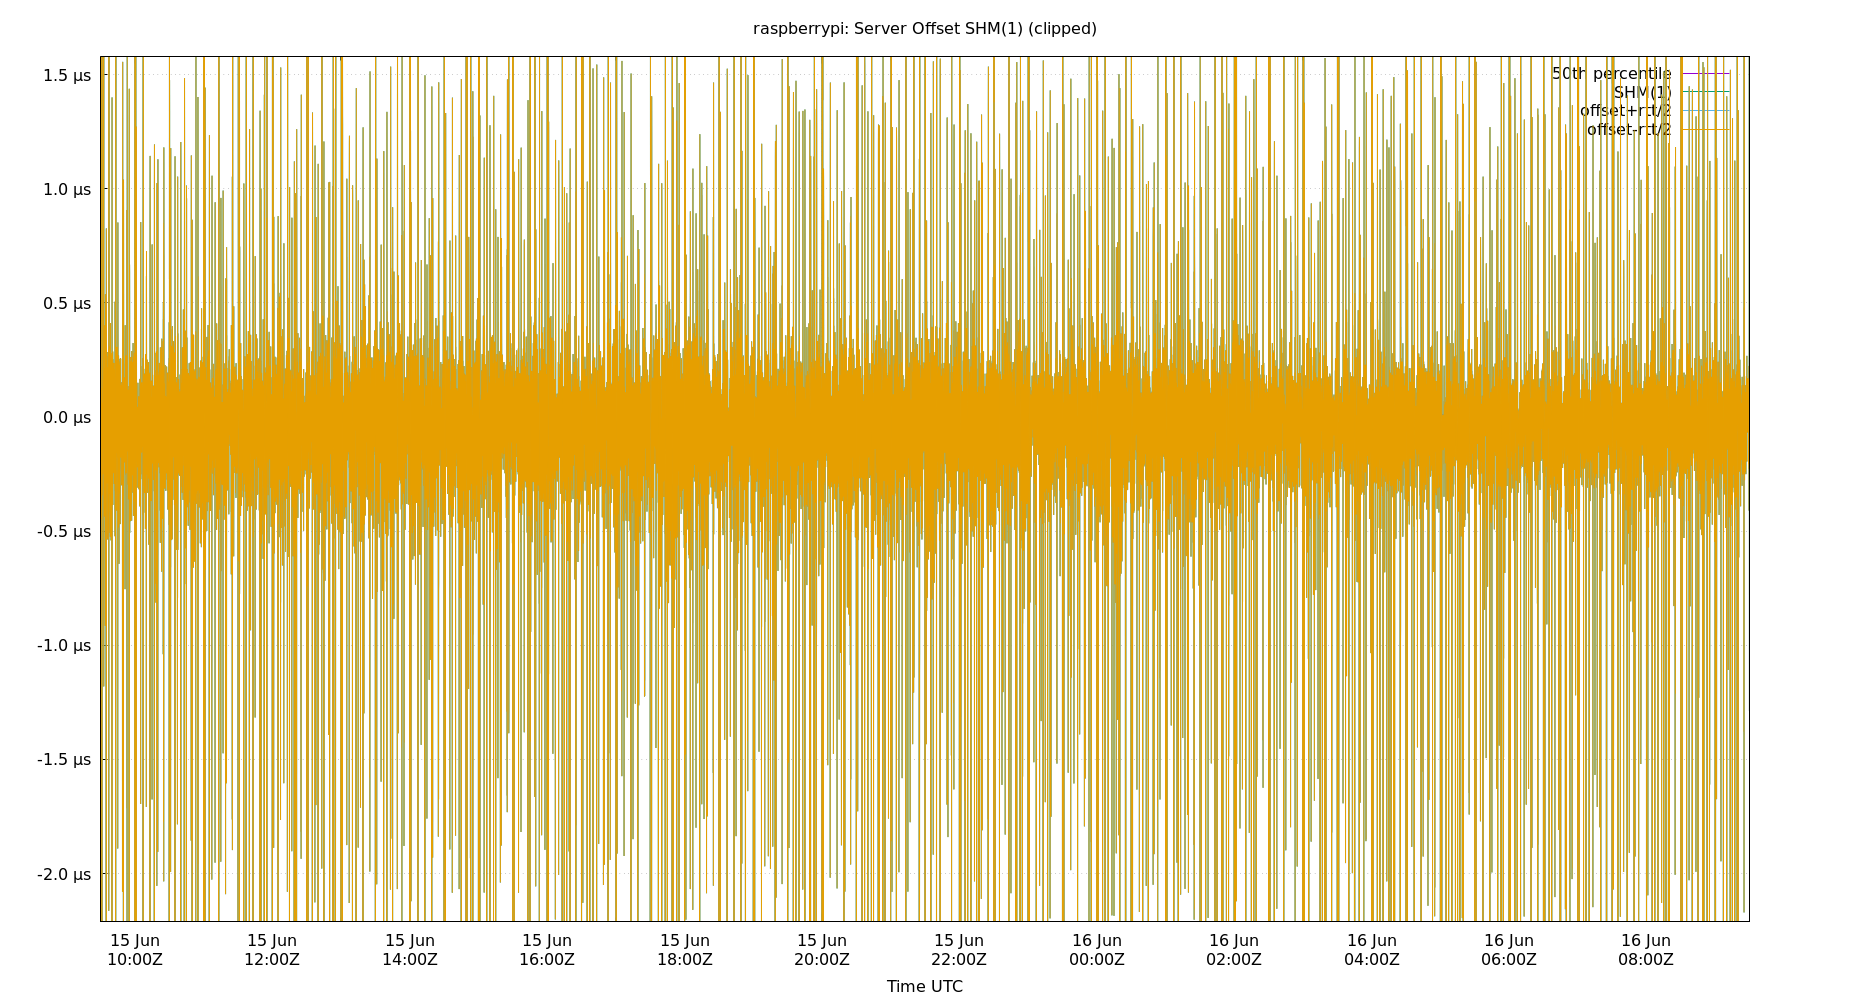 raspberrypi: Server Offset SHM(1) (clipped)
1.5 µs
1.0 µs
0.5 µs
0.0 µs
-0.5 µs
-1.0 µs
-1.5 µs
-2.0 µs
50th percentile
SHM(1)
offset+rtt/2
offset-rtt/2
15 Jun 15 Jun 15 Jun 15 Jun 15 Jun 15 Jun 15 Jun 16 Jun 16 Jun 16 Jun 16 Jun 16 Jun
10:00Z 12:00Z 14:00Z 16:00Z 18:00Z 20:00Z 22:00Z 00:00Z 02:00Z 04:00Z 06:00Z 08:00Z
Time UTC